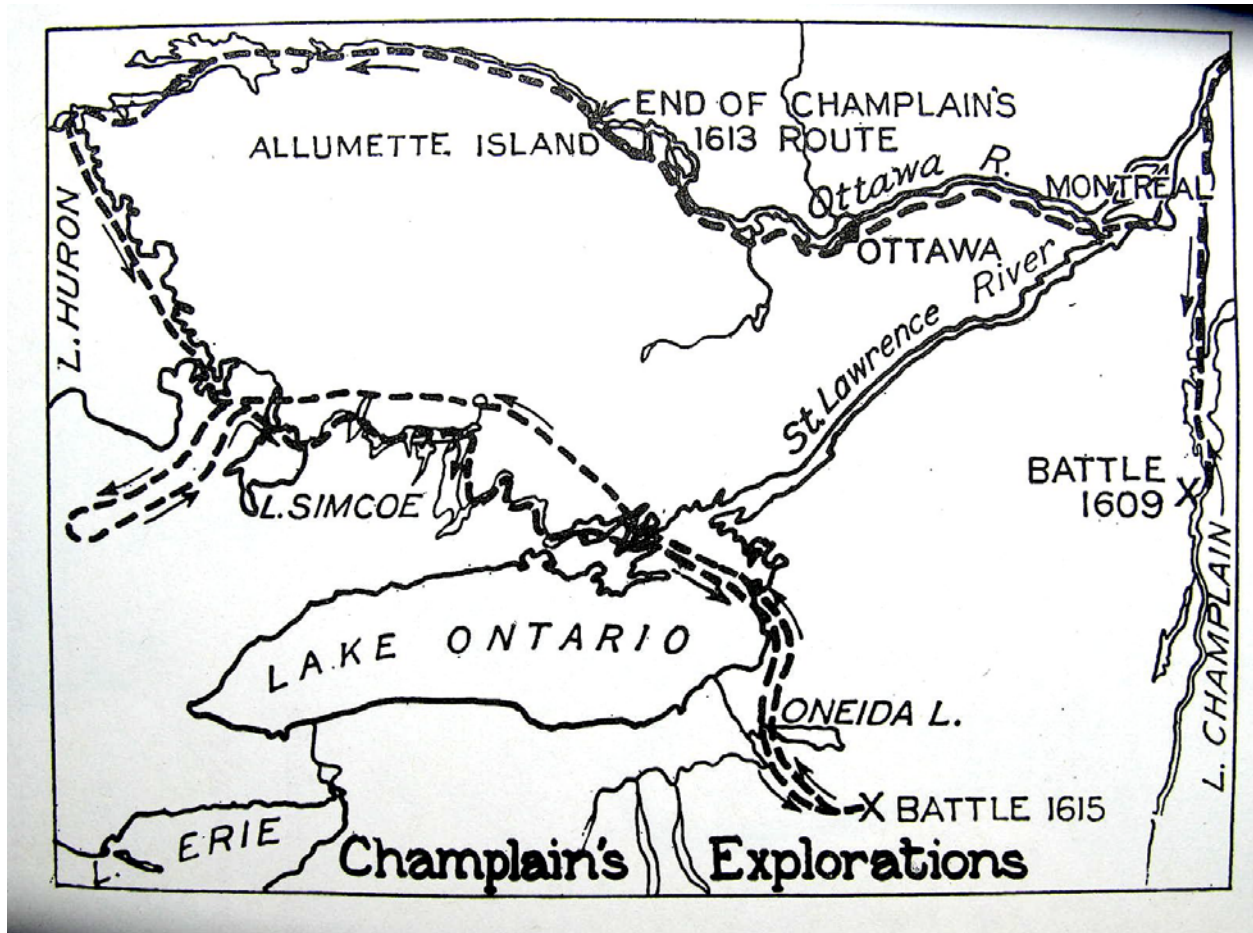 END OF CHAMPLAIN'S
1613 ROUTE
ALLUMETTE ISLAND
Ottawa R.
MONTREAL
OTTAWA
L. HURON
St. Lawrence River
BATTLE
1609 X
L. SIMCOE
L. CHAMPLAIN
LAKE ONTARIO
ONEIDA L.
X BATTLE 1615
L. ERIE
Champlain's Explorations